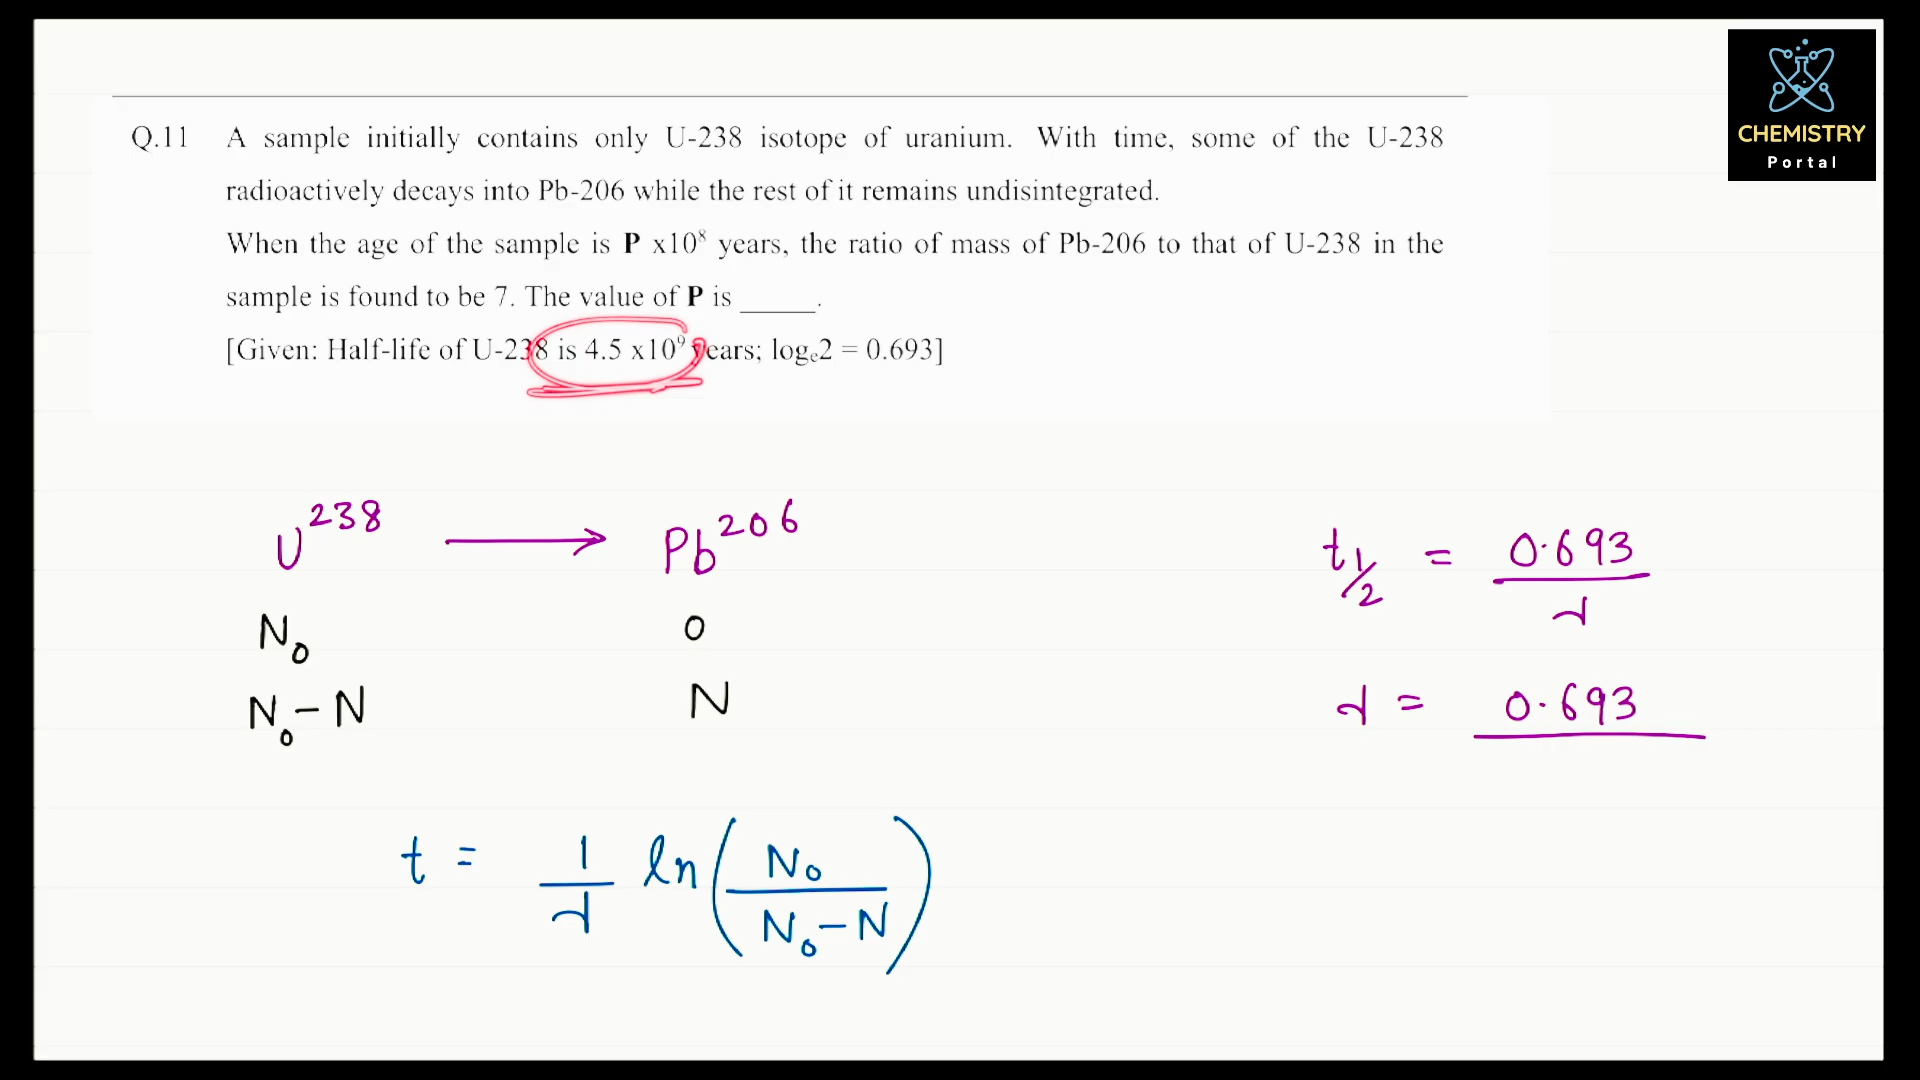 CHEMISTRY
Portal
Q.11 A sample initially contains only U-238 isotope of uranium. With time, some of the U-238
radioactively decays into Pb-206 while the rest of it remains undisintegrated.
When the age of the sample is P x10⁸ years, the ratio of mass of Pb-206 to that of U-238 in the
sample is found to be 7. The value of P is ______.
[Given: Half-life of U-238 is 4.5 x10⁹ years; logₑ2 = 0.693]
U²³⁸ → Pb²⁰⁶
N₀ 0
N₀ - N N
t = 1/λ ln(N₀/(N₀ - N))
t1/2 = 0.693/λ
λ = 0.693